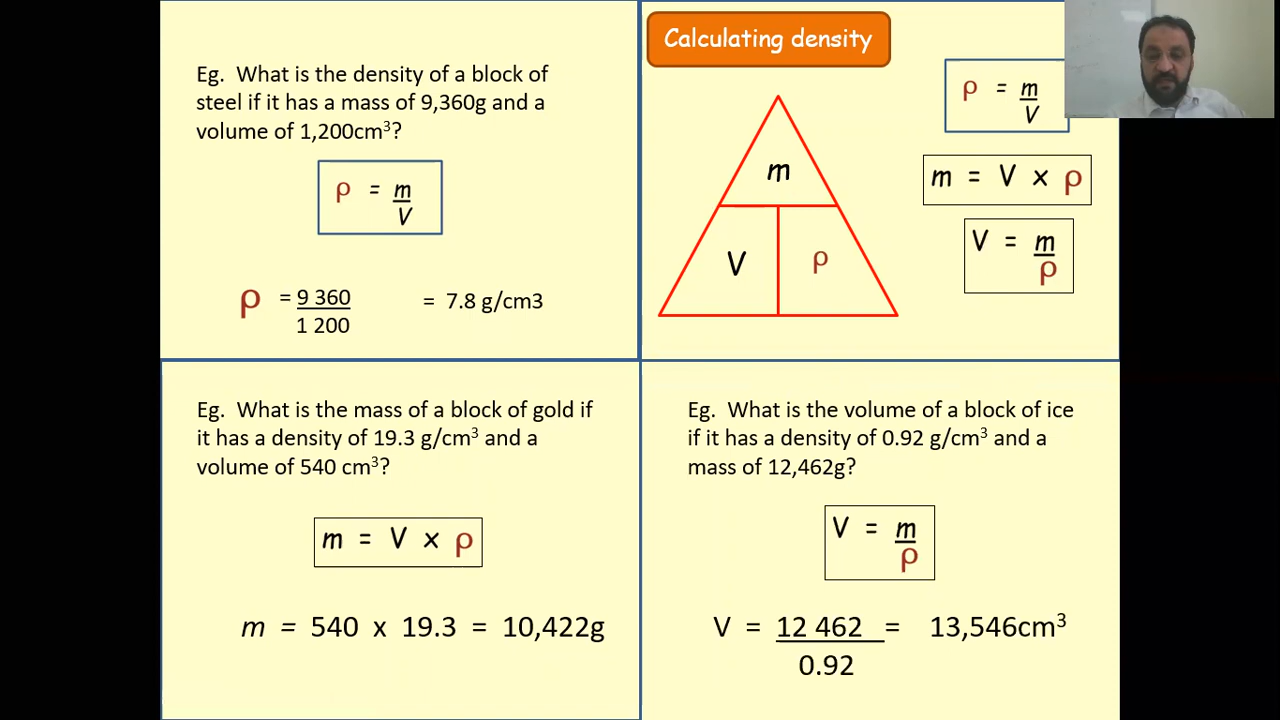 Eg. What is the density of a block of
steel if it has a mass of 9,360g and a
volume of 1,200cm³?
ρ = m
V
ρ = 9 360 = 7.8 g/cm3
1 200
Calculating density
m
V ρ
ρ = m
V
m = V x ρ
V = m
ρ
Eg. What is the mass of a block of gold if
it has a density of 19.3 g/cm³ and a
volume of 540 cm³?
m = V x ρ
m = 540 x 19.3 = 10,422g
Eg. What is the volume of a block of ice
if it has a density of 0.92 g/cm³ and a
mass of 12,462g?
V = m
ρ
V = 12 462 = 13,546cm³
0.92